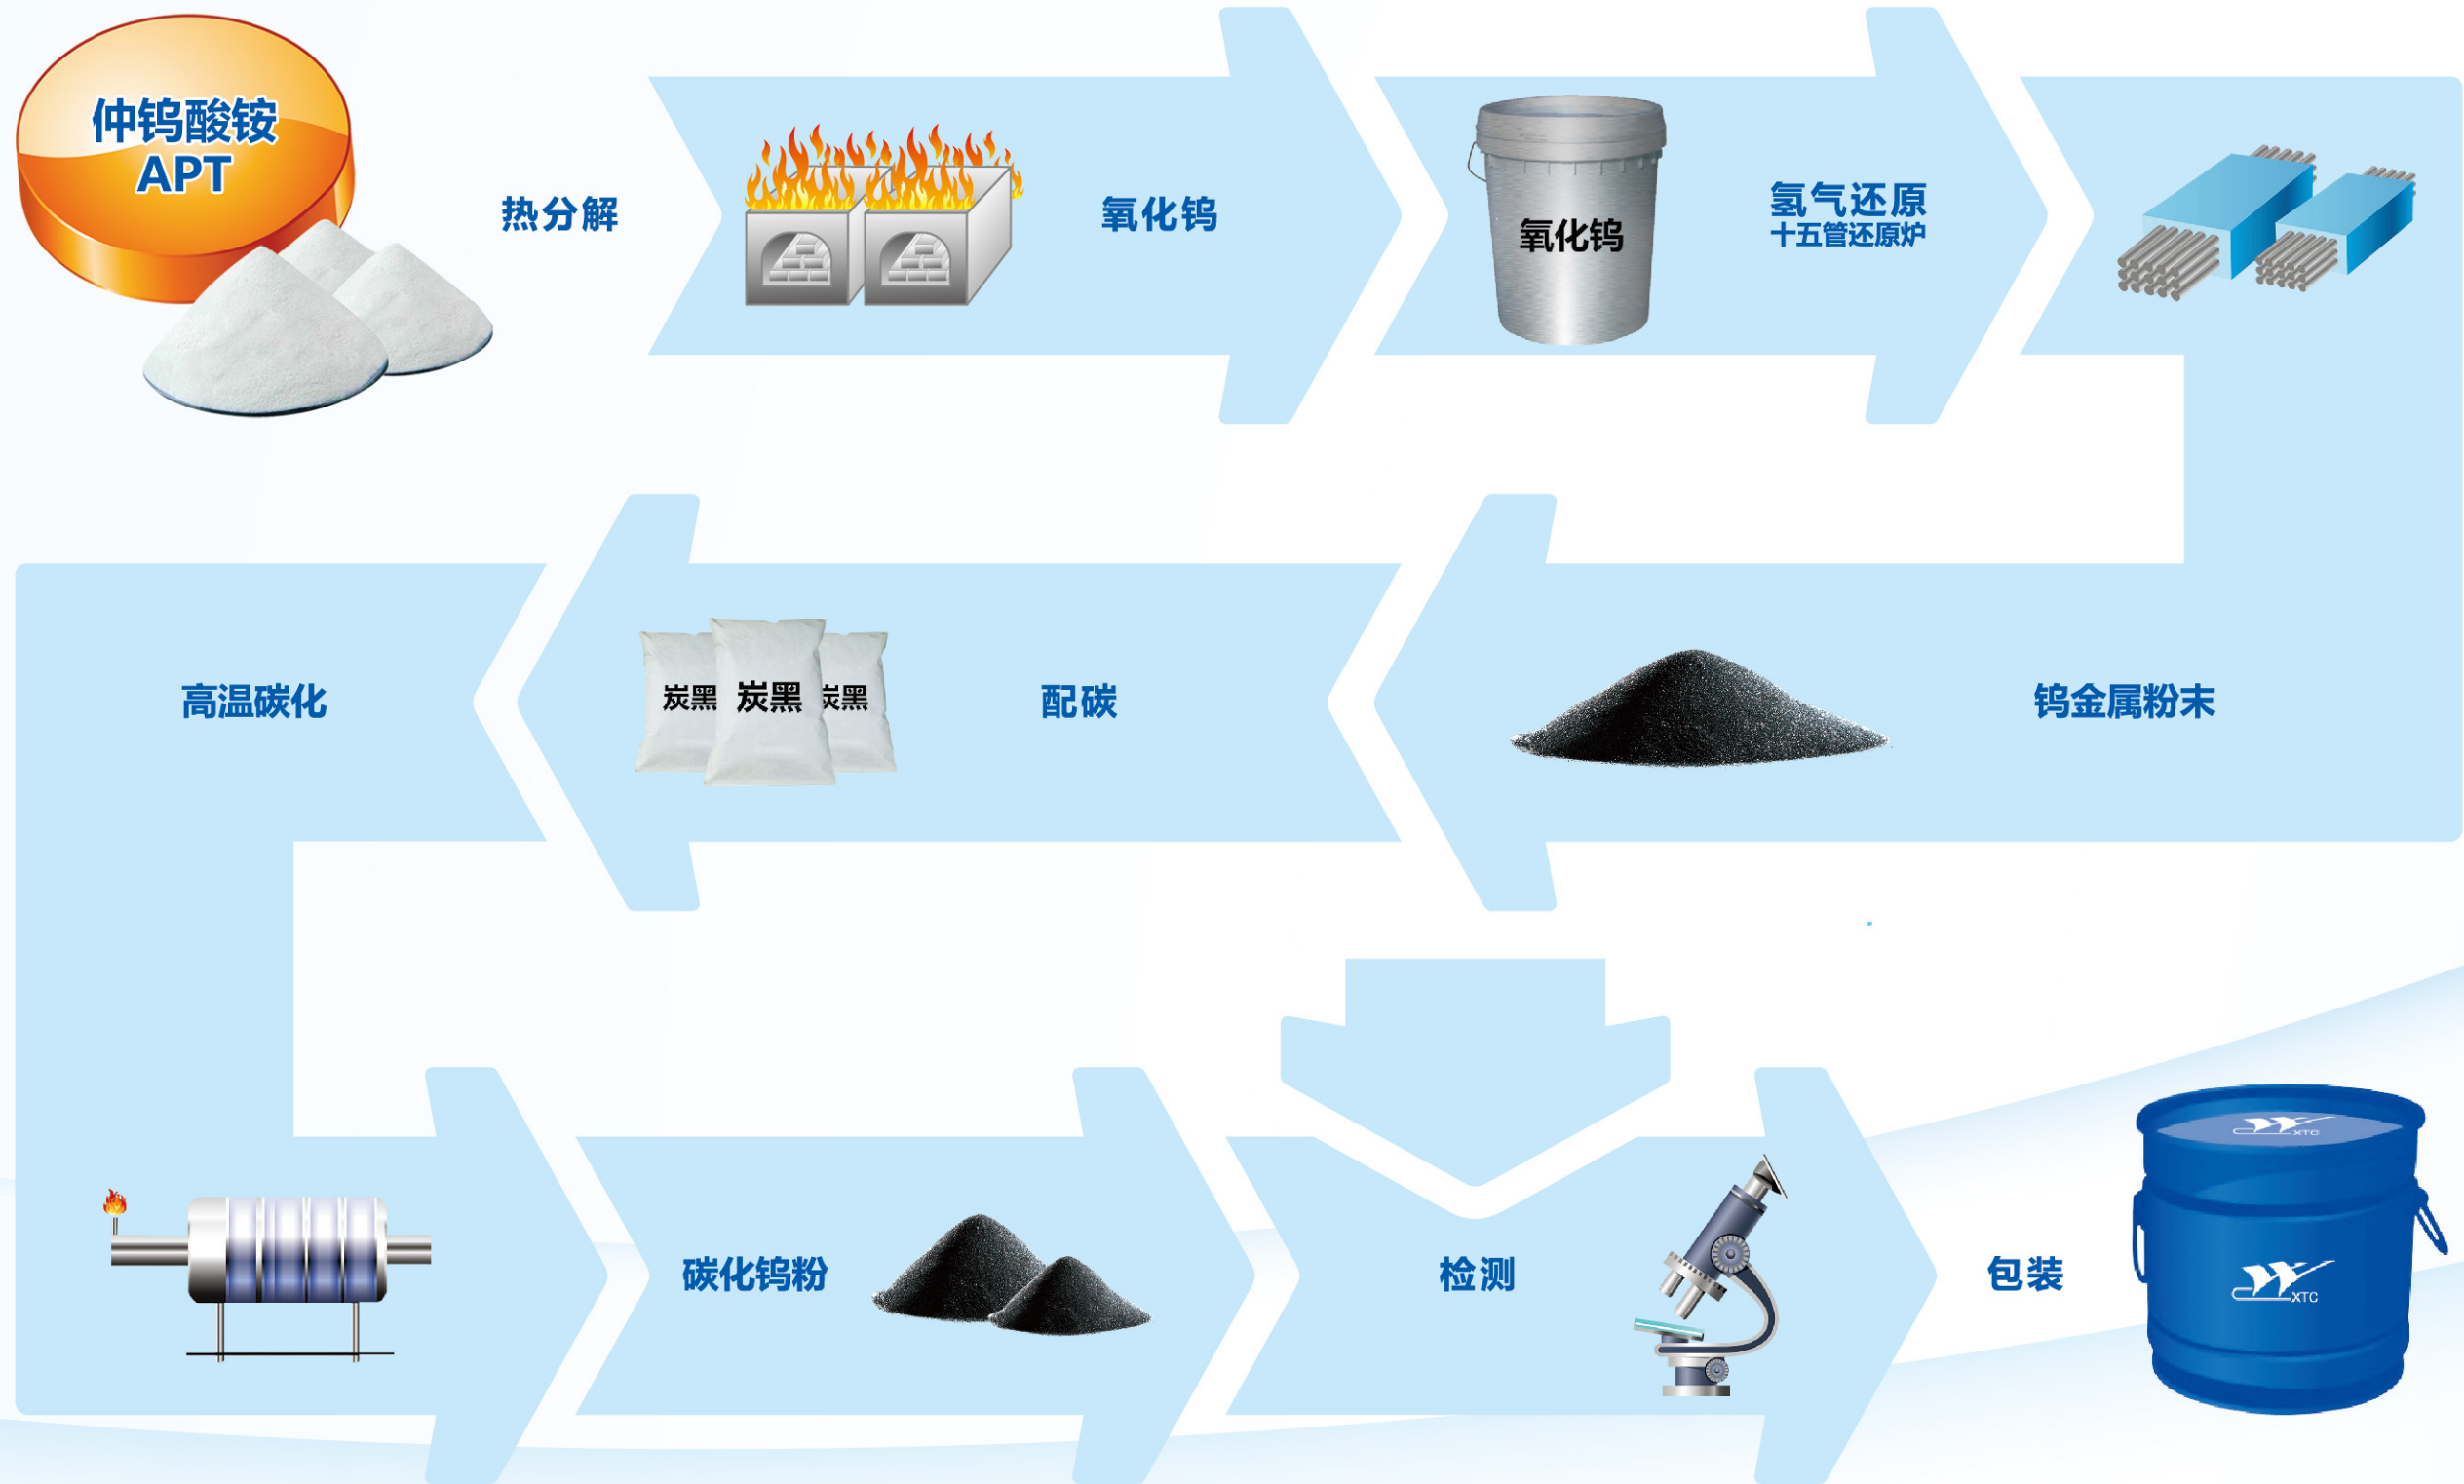 仲钨酸铵
APT
热分解
氧化钨
氧化钨
氢气还原
十五管还原炉
钨金属粉末
配碳
炭黑
炭黑
炭黑
高温碳化
碳化钨粉
检测
包装
XTC
XTC